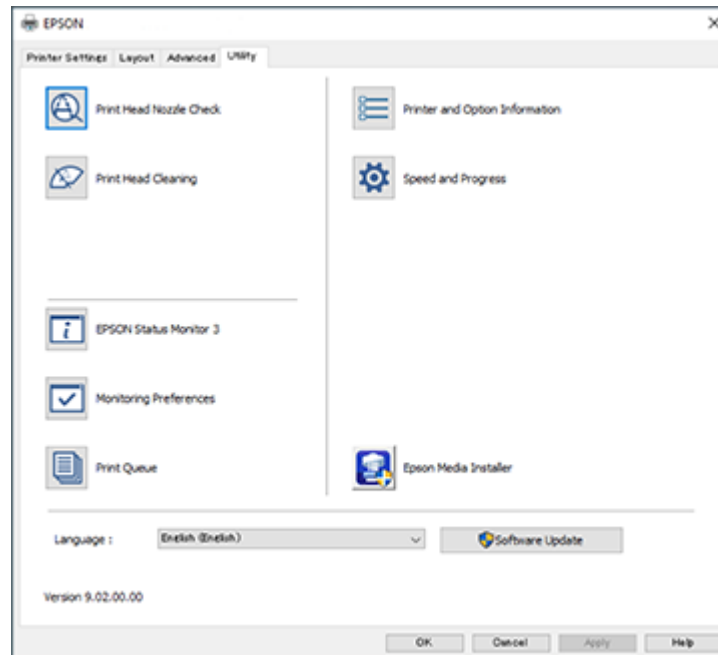 EPSON
Printer Settings Layout Advanced Utility
Print Head Nozzle Check
Print Head Cleaning
EPSON Status Monitor 3
Monitoring Preferences
Print Queue
Printer and Option Information
Speed and Progress
Epson Media Installer
Language : English (English)
Software Update
Version 9.02.00.00
OK Cancel Apply Help